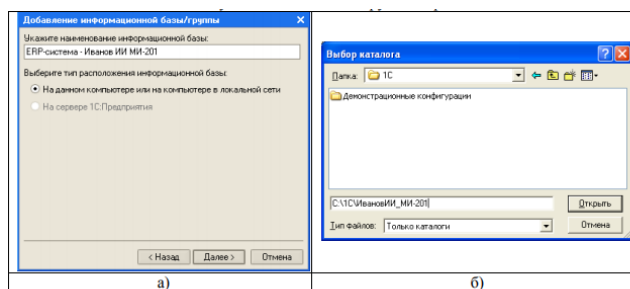 Добавление информационной базы/группы
Укажите наименование информационной базы:
ERP-система - Иванов ИИ МИ-201
Выберите тип расположения информационной базы:
На данном компьютере или на компьютере в локальной сети
На сервере 1С:Предприятия
< Назад Далее > Отмена
а)
Выбор каталога
Папка: 1C
Демонстрационные конфигурации
C:\1C\ИвановИИ_МИ-201
Открыть
Тип файлов: Только каталоги
Отмена
б)